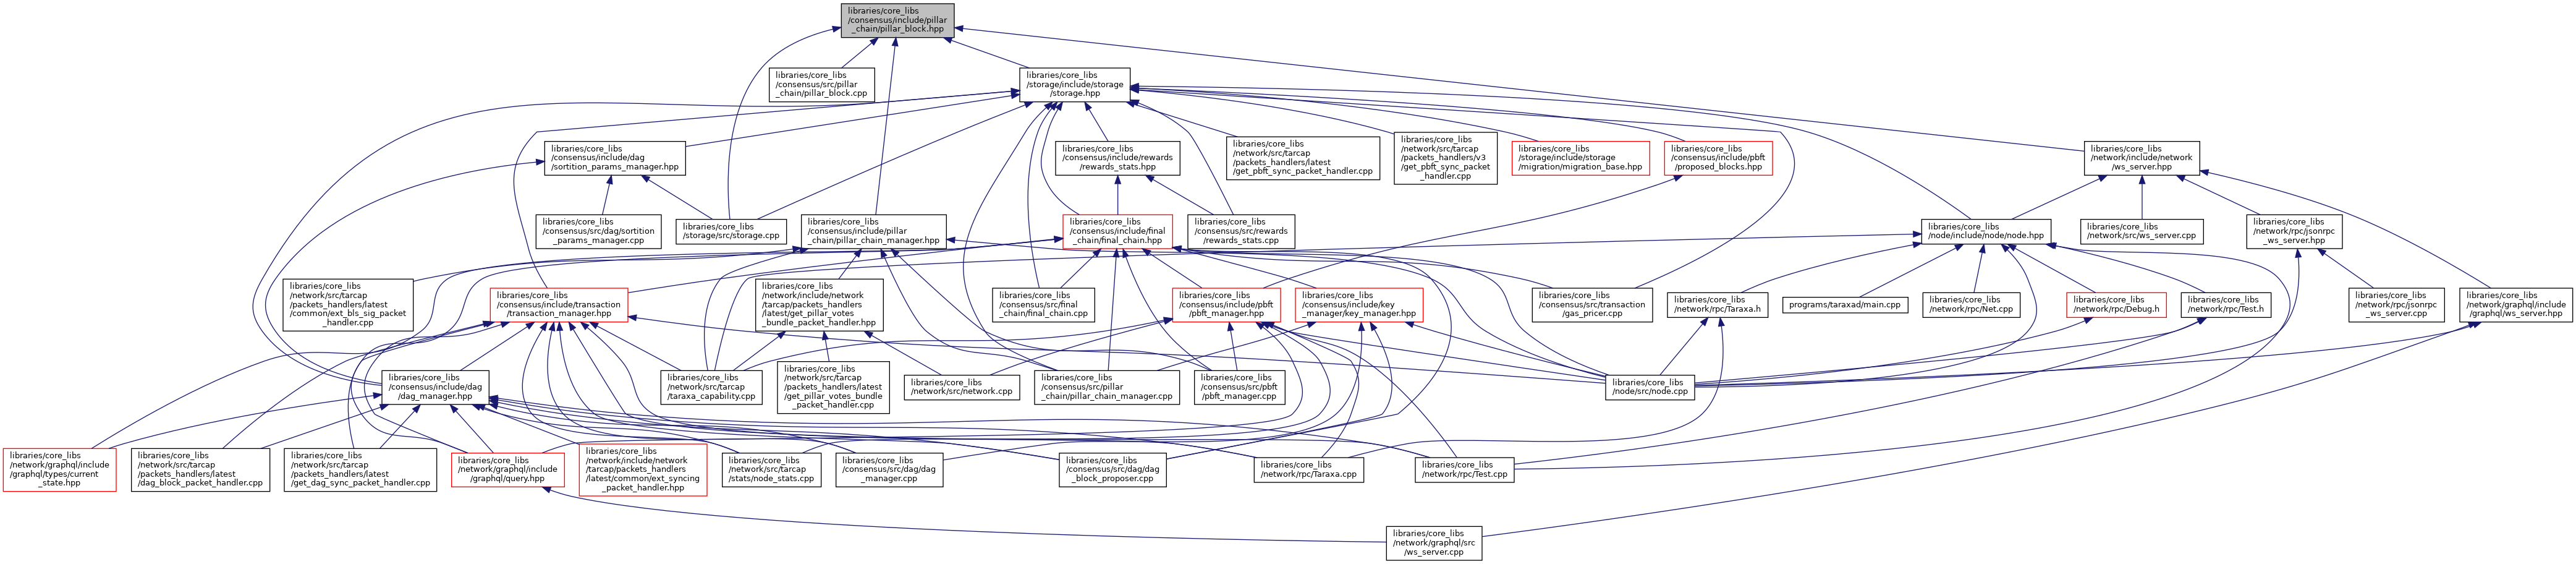 libraries/core_libs
/consensus/include/pillar
_chain/pillar_block.hpp
libraries/core_libs
/consensus/src/pillar
_chain/pillar_block.cpp
libraries/core_libs
/storage/include/storage
/storage.hpp
libraries/core_libs
/consensus/include/dag
/sortition_params_manager.hpp
libraries/core_libs
/consensus/include/rewards
/rewards_stats.hpp
libraries/core_libs
/network/src/tarcap
/packets_handlers/latest
/get_pbft_sync_packet_handler.cpp
libraries/core_libs
/network/src/tarcap
/packets_handlers/v3
/get_pbft_sync_packet
_handler.cpp
libraries/core_libs
/storage/include/storage
/migration/migration_base.hpp
libraries/core_libs
/consensus/include/pbft
/proposed_blocks.hpp
libraries/core_libs
/network/include/network
/ws_server.hpp
libraries/core_libs
/consensus/src/dag/sortition
_params_manager.cpp
libraries/core_libs
/storage/src/storage.cpp
libraries/core_libs
/consensus/include/pillar
_chain/pillar_chain_manager.hpp
libraries/core_libs
/consensus/include/final
_chain/final_chain.hpp
libraries/core_libs
/consensus/src/rewards
/rewards_stats.cpp
libraries/core_libs
/node/include/node/node.hpp
libraries/core_libs
/network/src/ws_server.cpp
libraries/core_libs
/network/rpc/jsonrpc
_ws_server.hpp
libraries/core_libs
/network/src/tarcap
/packets_handlers/latest
/common/ext_bls_sig_packet
_handler.cpp
libraries/core_libs
/consensus/include/transaction
/transaction_manager.hpp
libraries/core_libs
/network/include/network
/tarcap/packets_handlers
/latest/get_pillar_votes
_bundle_packet_handler.hpp
libraries/core_libs
/consensus/src/final
_chain/final_chain.cpp
libraries/core_libs
/consensus/include/pbft
/pbft_manager.hpp
libraries/core_libs
/consensus/include/key
_manager/key_manager.hpp
libraries/core_libs
/consensus/src/transaction
/gas_pricer.cpp
libraries/core_libs
/network/rpc/Taraxa.h
programs/taraxad/main.cpp
libraries/core_libs
/network/rpc/Net.cpp
libraries/core_libs
/network/rpc/Debug.h
libraries/core_libs
/network/rpc/Test.h
libraries/core_libs
/network/rpc/jsonrpc
_ws_server.cpp
libraries/core_libs
/network/graphql/include
/graphql/ws_server.hpp
libraries/core_libs
/consensus/include/dag
/dag_manager.hpp
libraries/core_libs
/network/src/tarcap
/taraxa_capability.cpp
libraries/core_libs
/network/src/tarcap
/packets_handlers/latest
/get_pillar_votes_bundle
_packet_handler.cpp
libraries/core_libs
/network/src/network.cpp
libraries/core_libs
/consensus/src/pillar
_chain/pillar_chain_manager.cpp
libraries/core_libs
/consensus/src/pbft
/pbft_manager.cpp
libraries/core_libs
/node/src/node.cpp
libraries/core_libs
/network/graphql/include
/graphql/types/current
_state.hpp
libraries/core_libs
/network/src/tarcap
/packets_handlers/latest
/dag_block_packet_handler.cpp
libraries/core_libs
/network/src/tarcap
/packets_handlers/latest
/get_dag_sync_packet_handler.cpp
libraries/core_libs
/network/graphql/include
/graphql/query.hpp
libraries/core_libs
/network/include/network
/tarcap/packets_handlers
/latest/common/ext_syncing
_packet_handler.hpp
libraries/core_libs
/network/src/tarcap
/stats/node_stats.cpp
libraries/core_libs
/consensus/src/dag/dag
_manager.cpp
libraries/core_libs
/consensus/src/dag/dag
_block_proposer.cpp
libraries/core_libs
/network/rpc/Taraxa.cpp
libraries/core_libs
/network/rpc/Test.cpp
libraries/core_libs
/network/graphql/src
/ws_server.cpp